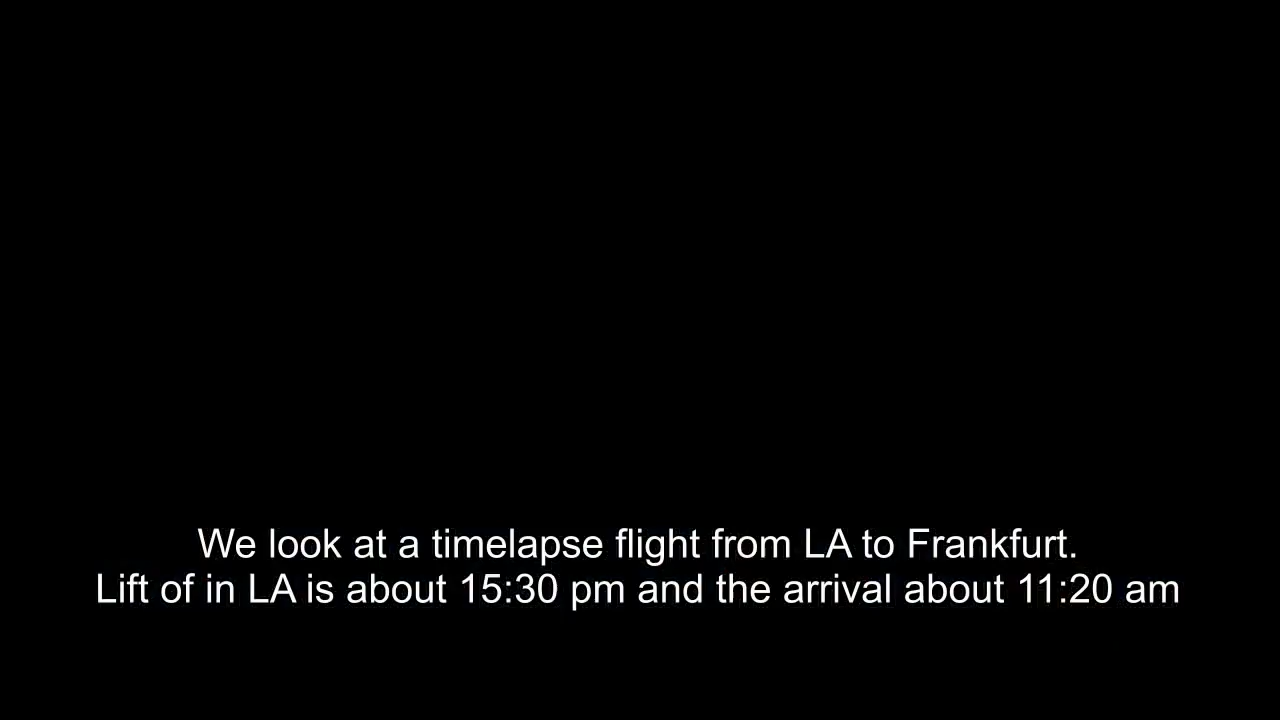 We look at a timelapse flight from LA to Frankfurt.
Lift of in LA is about 15:30 pm and the arrival about 11:20 am